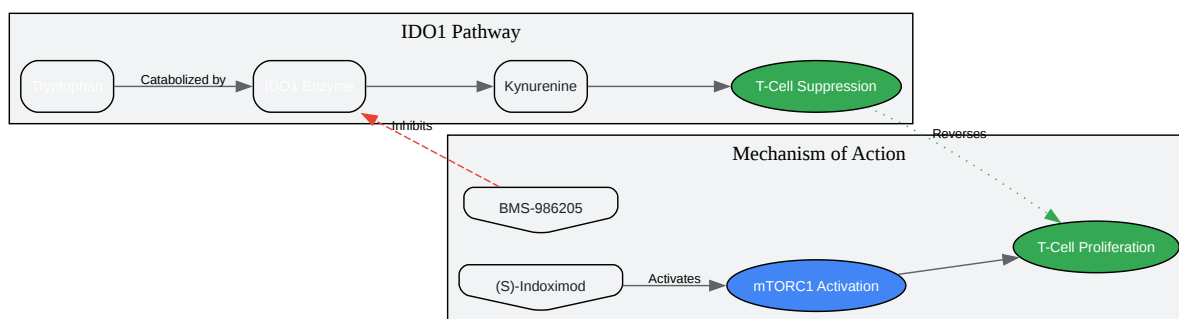 IDO1 Pathway
Tryptophan
Catabolized by
IDO1 Enzyme
Kynurenine
T-Cell Suppression
Inhibits
Reverses
Mechanism of Action
BMS-986205
T-Cell Proliferation
(S)-Indoximod
Activates
mTORC1 Activation